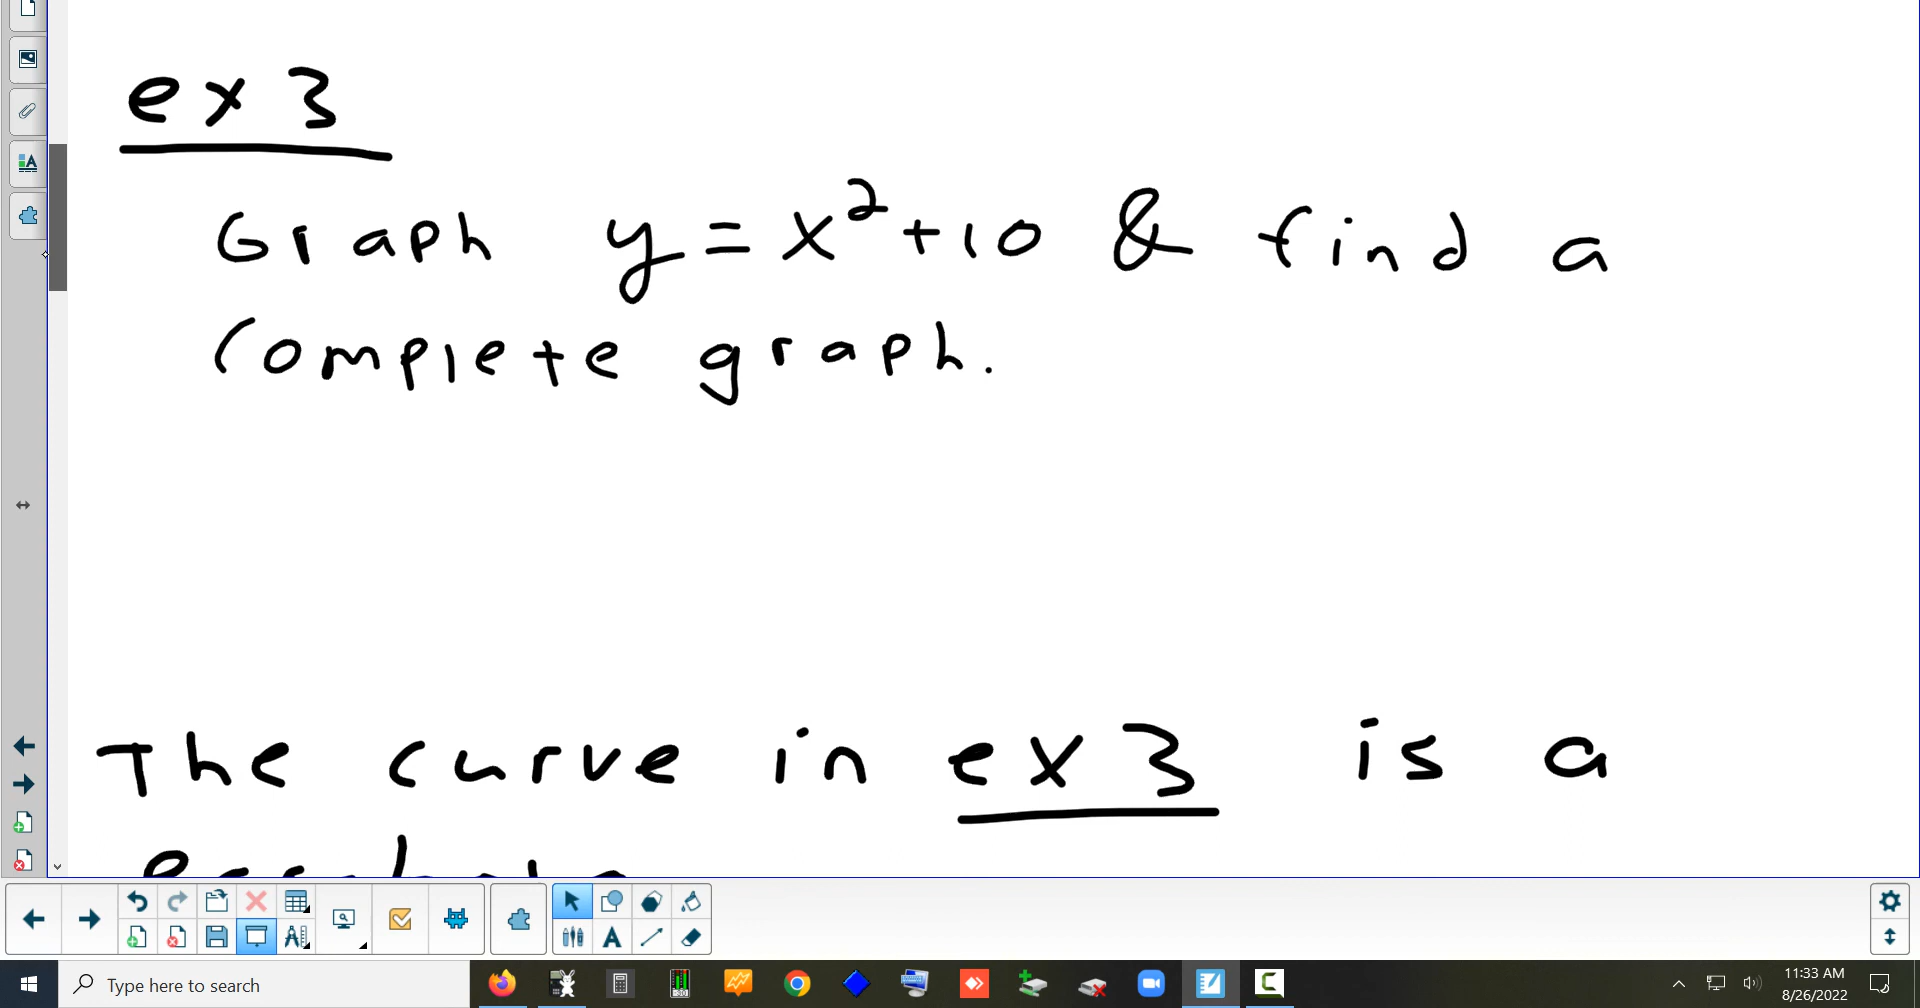 ex 3
Graph y = x² + 10 & find a
complete graph.
The curve in ex 3 is a
Type here to search
11:33 AM
8/26/2022